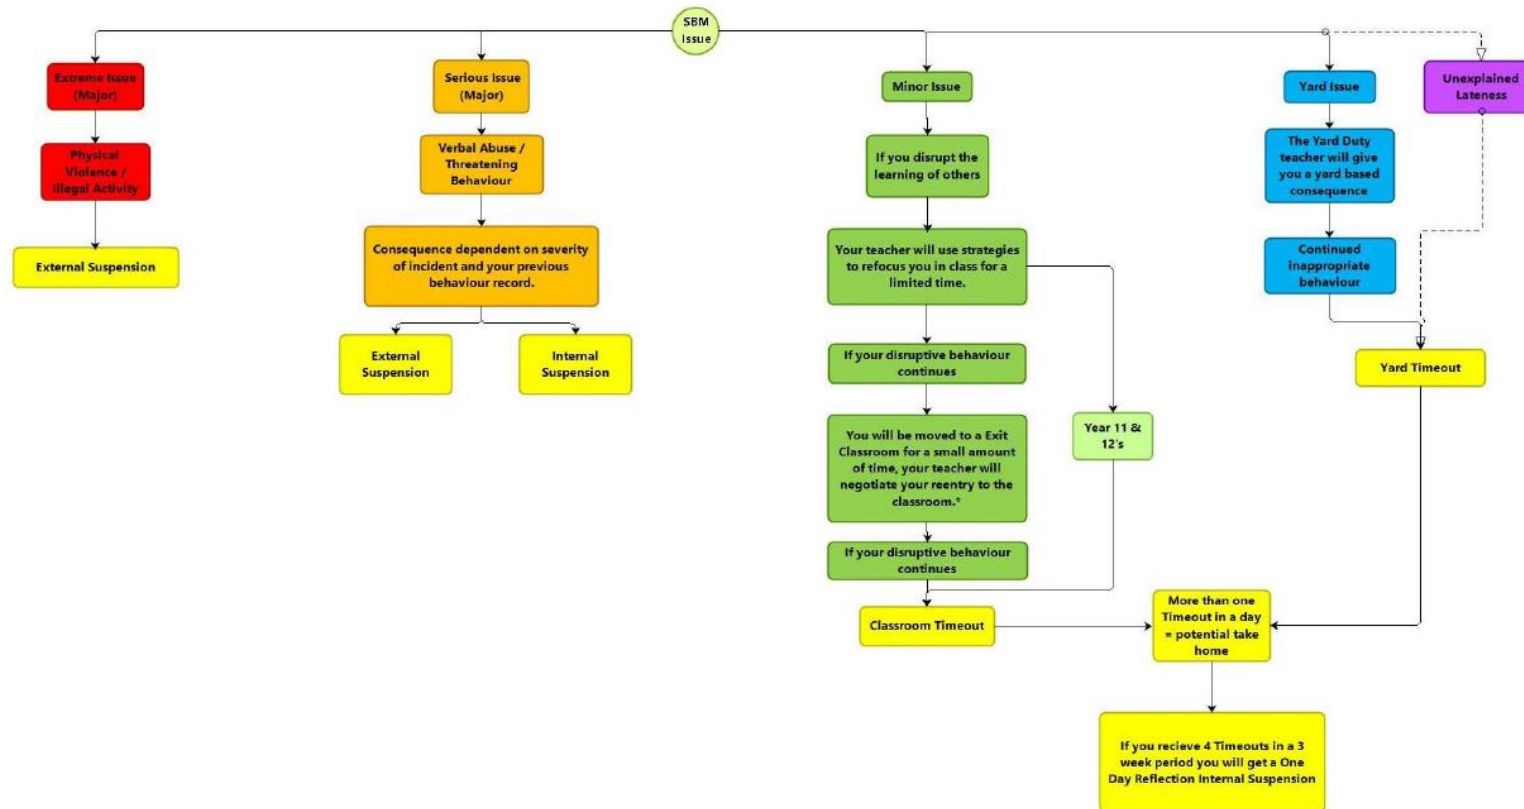 SBM
Issue
Extreme Issue
(Major)
Physical
Violence /
Illegal Activity
External Suspension
Serious Issue
(Major)
Verbal Abuse /
Threatening
Behaviour
Consequence dependent on severity
of incident and your previous
behaviour record.
External
Suspension
Internal
Suspension
Minor Issue
If you disrupt the
learning of others
Your teacher will use strategies
to refocus you in class for a
limited time.
If your disruptive behaviour
continues
You will be moved to a Exit
Classroom for a small amount
of time, your teacher will
negotiate your reentry to the
classroom.*
If your disruptive behaviour
continues
Classroom Timeout
Year 11 &
12's
Yard Issue
The Yard Duty
teacher will give
you a yard based
consequence
Continued
inappropriate
behaviour
Unexplained
Lateness
Yard Timeout
More than one
Timeout in a day
= potential take
home
If you recieve 4 Timeouts in a 3
week period you will get a One
Day Reflection Internal Suspension